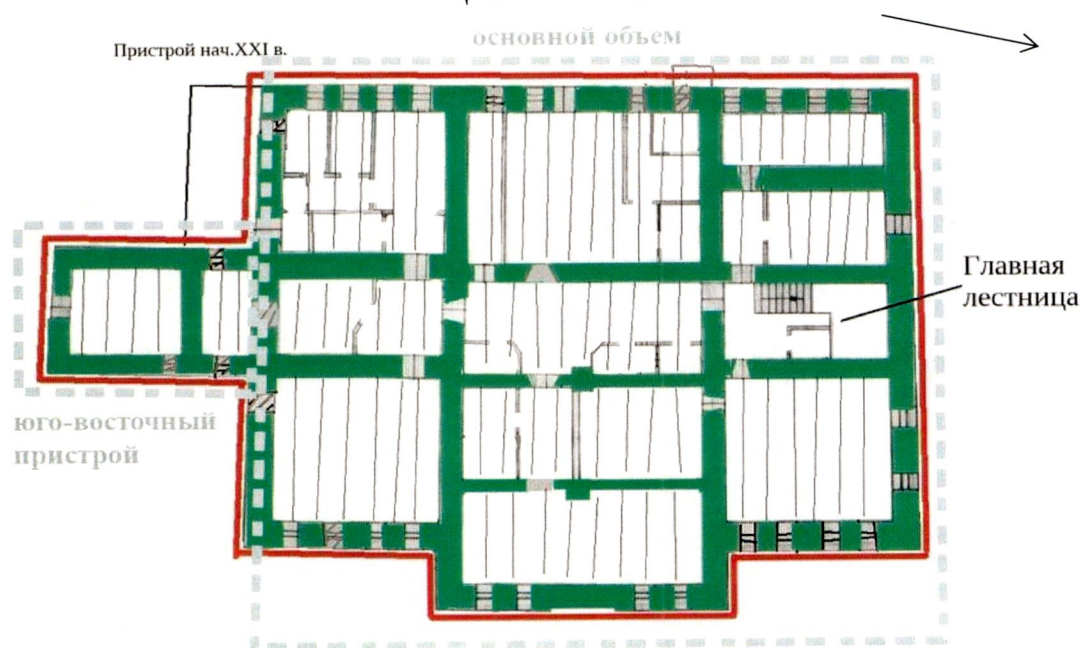 основной объем
Пристрой нач.XXI в.
Главная
лестница
юго-восточный
пристрой